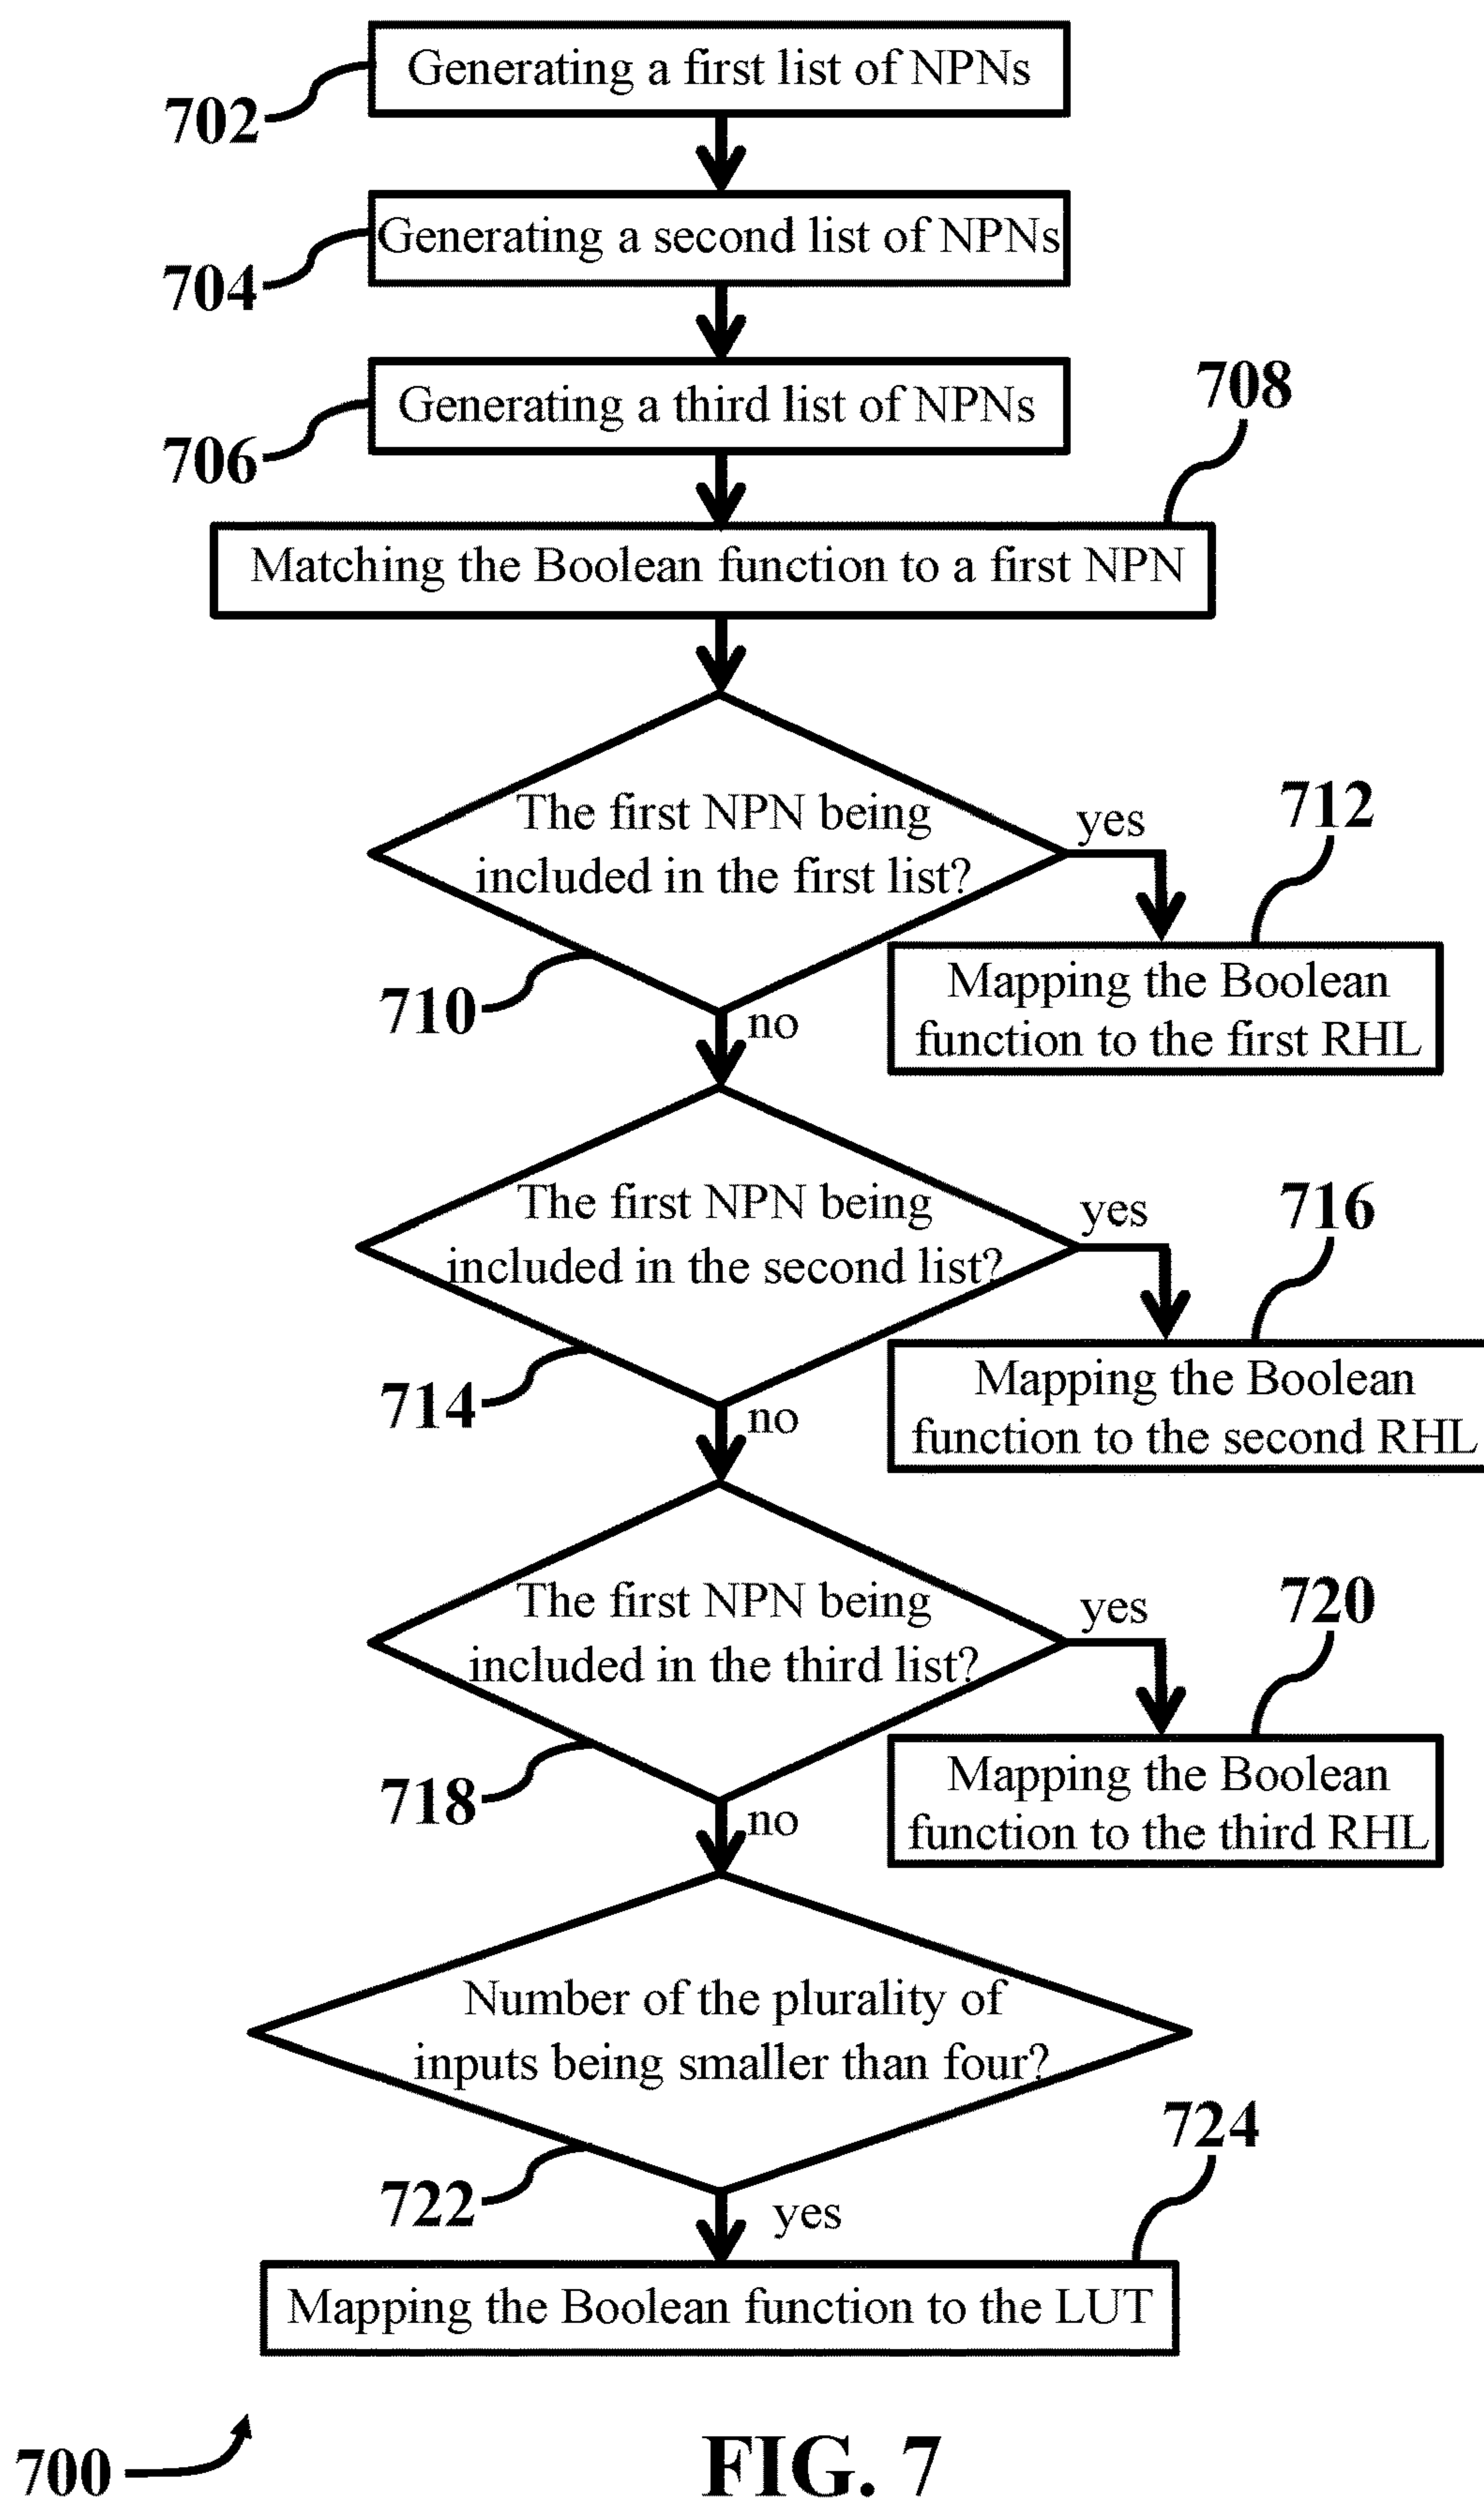 Generating a first list of NPNs
702
Generating a second list of NPNs
704
Generating a third list of NPNs
706
708
Matching the Boolean function to a first NPN
The first NPN being
included in the first list?
yes
712
710
no
Mapping the Boolean
function to the first RHL
The first NPN being
included in the second list?
yes
716
714
no
Mapping the Boolean
function to the second RHL
The first NPN being
included in the third list?
yes
720
718
no
Mapping the Boolean
function to the third RHL
Number of the plurality of
inputs being smaller than four?
724
722
yes
Mapping the Boolean function to the LUT
700
FIG. 7